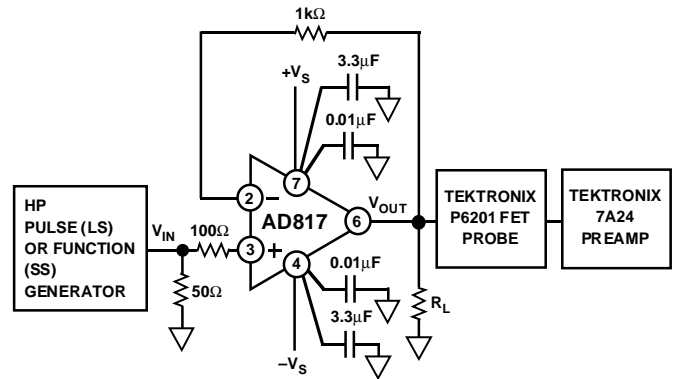 1kΩ
3.3μF
+VS
0.01μF
2
−
7
HP
PULSE (LS)
OR FUNCTION
(SS)
GENERATOR
VIN
100Ω
3
+
AD817
6
VOUT
TEKTRONIX
P6201 FET
PROBE
TEKTRONIX
7A24
PREAMP
4
50Ω
0.01μF
3.3μF
RL
−VS